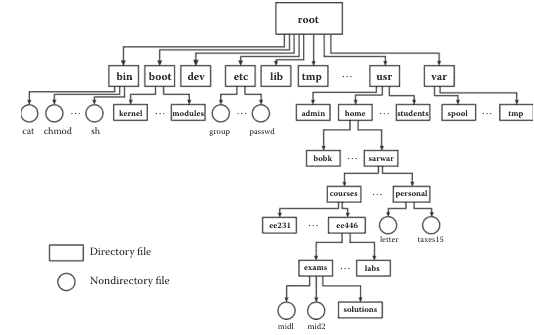 root
bin boot dev etc lib tmp ... usr var
cat chmod ... sh kernel ... modules group ... passwd admin home ... students spool ... tmp
bobk ... sarwar
courses ... personal
ee231 ... ee446 letter taxes15
Directory file
exams ... labs
Nondirectory file
mid1 mid2 solutions